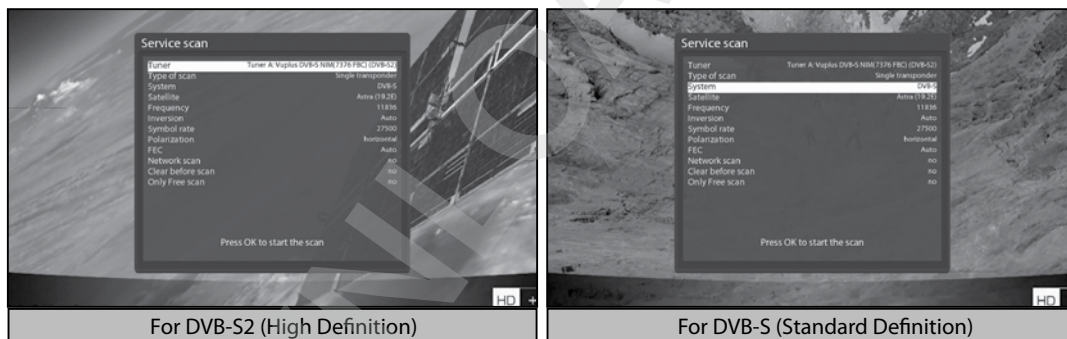 Service scan
Tuner Tuner A: Vuplus DVB-S NIM(7376 FBC) (DVB-S2)
Type of scan Single transponder
System DVB-S
Satellite Astra (19.2E)
Frequency 11836
Inversion Auto
Symbol rate 27500
Polarization horizontal
FEC Auto
Network scan no
Clear before scan no
Only Free scan no
Press OK to start the scan
HD +
For DVB-S2 (High Definition)
Service scan
Tuner Tuner A: Vuplus DVB-S NIM(7376 FBC) (DVB-S2)
Type of scan Single transponder
System DVB-S
Satellite Astra (19.2E)
Frequency 11836
Inversion Auto
Symbol rate 27500
Polarization horizontal
FEC Auto
Network scan no
Clear before scan no
Only Free scan no
Press OK to start the scan
HD
For DVB-S (Standard Definition)